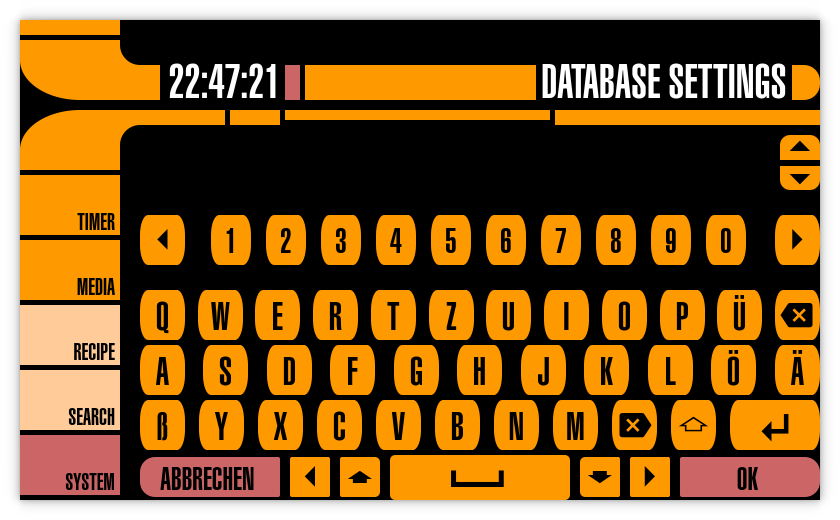 22:47:21 DATABASE SETTINGS
TIMER
1 2 3 4 5 6 7 8 9 0
MEDIA
Q W E R T Z U I O P Ü
RECIPE
A S D F G H J K L Ö Ä
SEARCH
ß Y X C V B N M
SYSTEM
ABBRECHEN OK